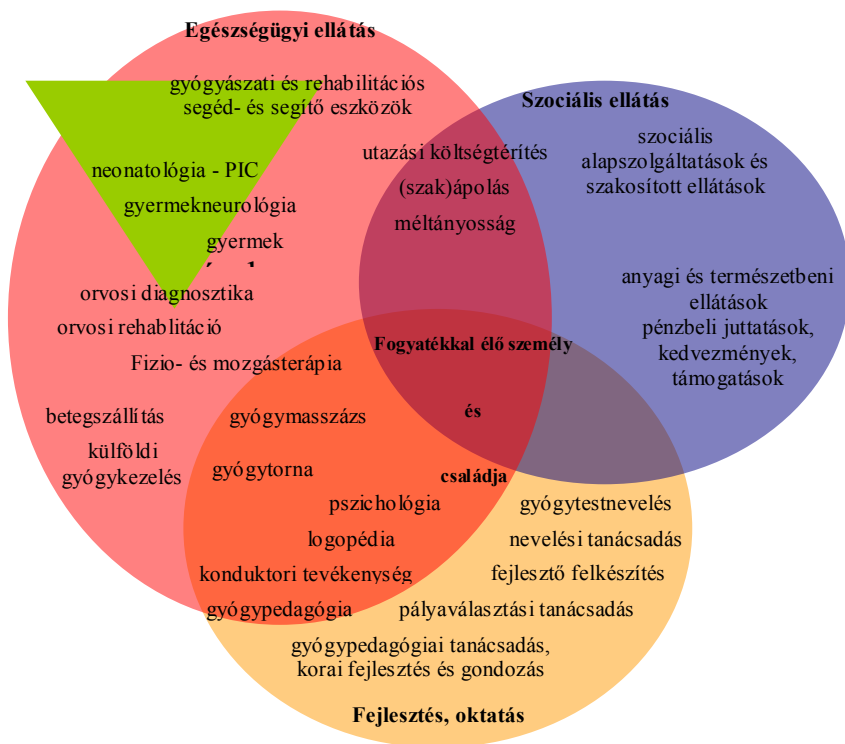 Egészségügyi ellátás
gyógyászati és rehabilitációs
segéd- és segítő eszközök
neonatológia - PIC
gyermekneurológia
gyermek
orvosi diagnosztika
orvosi rehablitáció
Fizio- és mozgásterápia
betegszállítás
külföldi
gyógykezelés
gyógymasszázs
gyógytorna
pszichológia
logopédia
konduktori tevékenység
gyógypedagógia
Szociális ellátás
utazási költségtérítés
(szak)ápolás
méltányosság
szociális
alapszolgáltatások és
szakosított ellátások
anyagi és természetbeni
ellátások
pénzbeli juttatások,
kedvezmények,
támogatások
Fogyatékkal élő személy
és
családja
gyógytestnevelés
nevelési tanácsadás
fejlesztő felkészítés
pályaválasztási tanácsadás
gyógypedagógiai tanácsadás,
korai fejlesztés és gondozás
Fejlesztés, oktatás